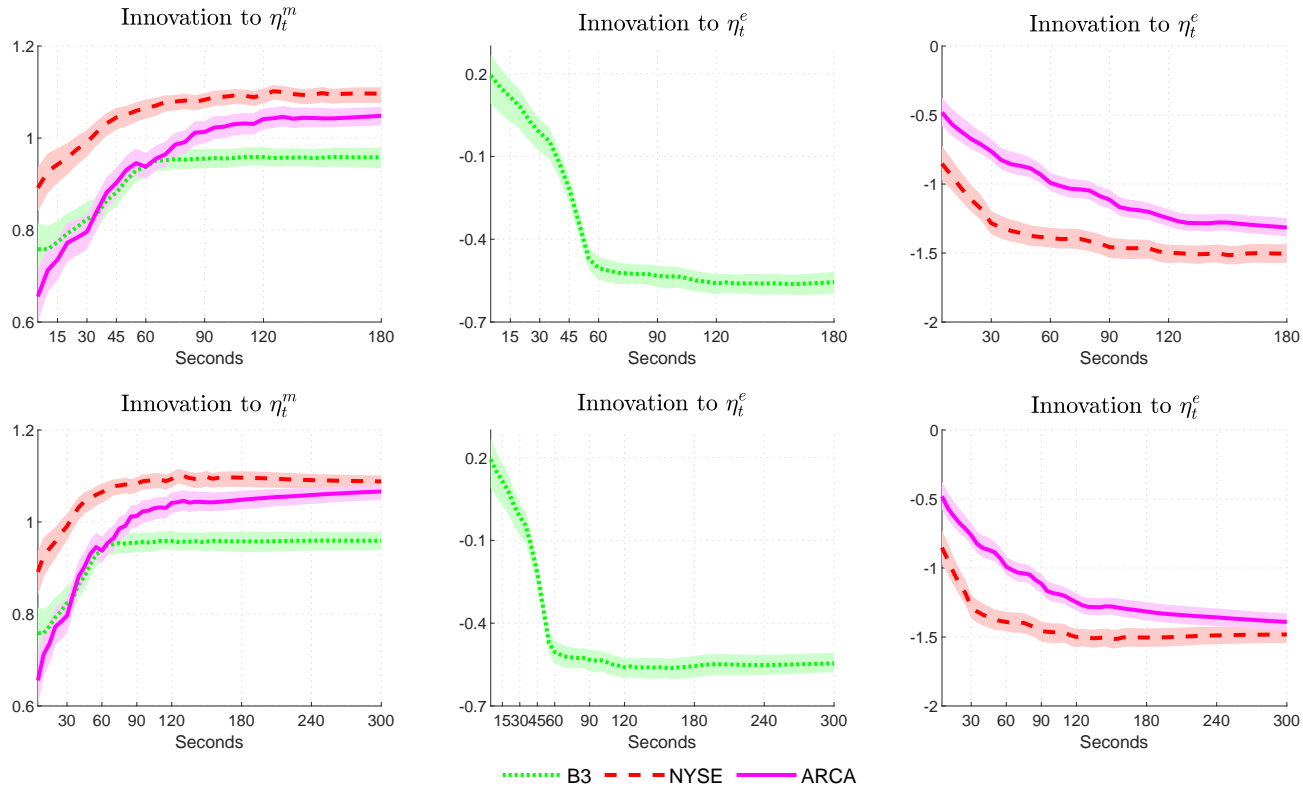 Innovation to η_t^m
1.2
1
0.8
0.6
15 30 45 60 90 120 180
Seconds
Innovation to η_t^e
0.2
-0.1
-0.4
-0.7
15 30 45 60 90 120 180
Seconds
Innovation to η_t^e
0
-0.5
-1
-1.5
-2
30 60 90 120 180
Seconds
Innovation to η_t^m
1.2
1
0.8
0.6
30 60 90 120 180 240 300
Seconds
Innovation to η_t^e
0.2
-0.1
-0.4
-0.7
15 30 45 60 90 120 180 240 300
Seconds
Innovation to η_t^e
0
-0.5
-1
-1.5
-2
30 60 90 120 180 240 300
Seconds
B3 NYSE ARCA